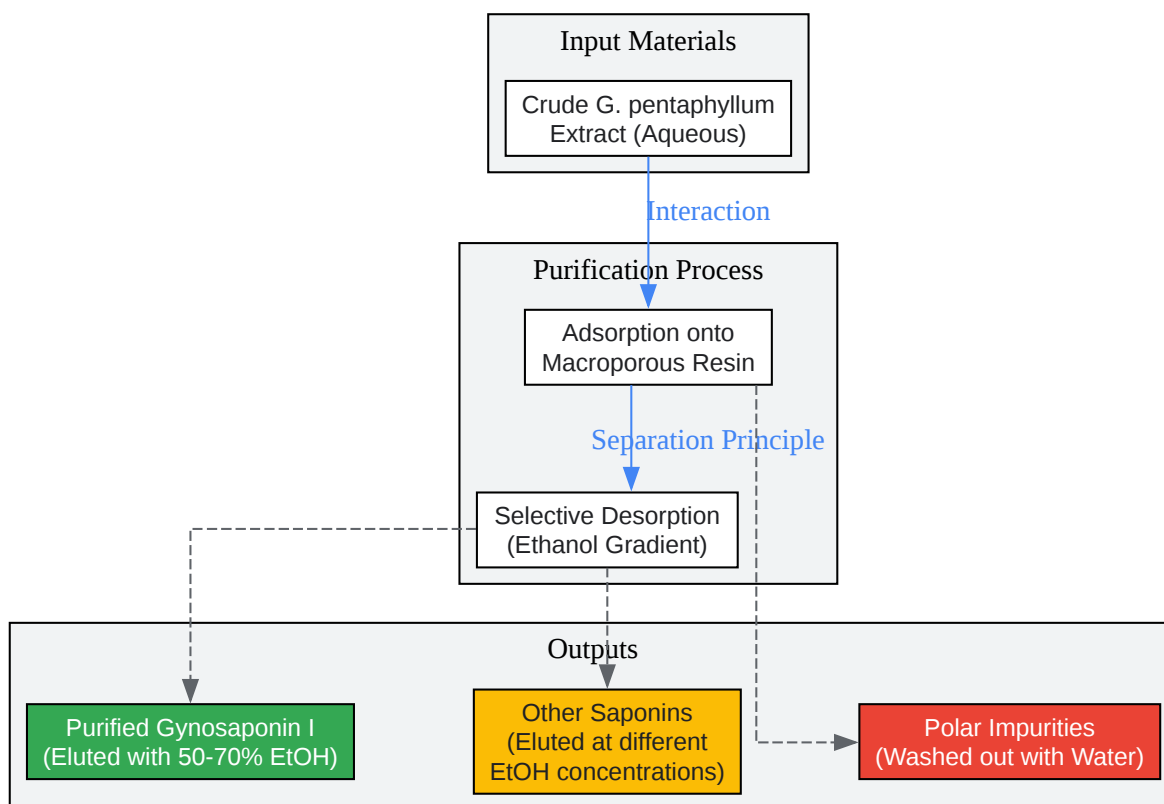 Input Materials
Crude G. pentaphyllum
Extract (Aqueous)
Interaction
Purification Process
Adsorption onto
Macroporous Resin
Separation Principle
Selective Desorption
(Ethanol Gradient)
Outputs
Purified Gynosaponin I
(Eluted with 50-70% EtOH)
Other Saponins
(Eluted at different
EtOH concentrations)
Polar Impurities
(Washed out with Water)